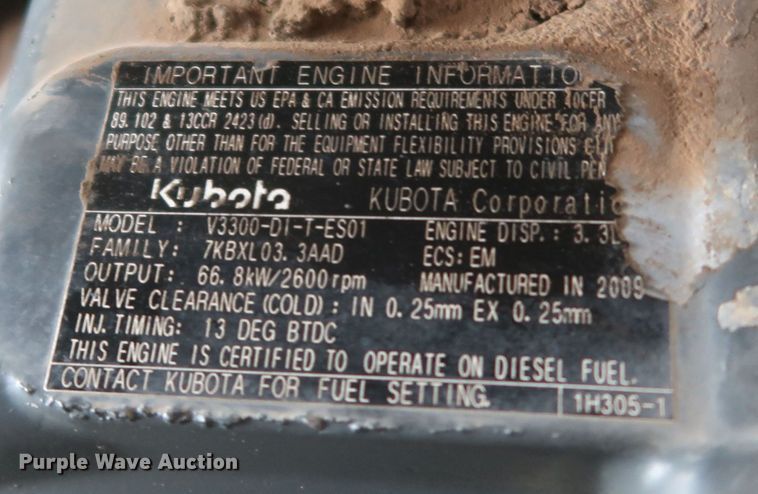 IMPORTANT ENGINE INFORMATIO
THIS ENGINE MEETS US EPA & CA EMISSION REQUIREMENTS UNDER 40CFR
89.102 & 13CCR 2423(d). SELLING OR INSTALLING THIS ENGINE FOR ANY
PURPOSE OTHER THAN FOR THE EQUIPMENT FLEXIBILITY PROVISIONS
MAY BE A VIOLATION OF FEDERAL OR STATE LAW SUBJECT TO CIVIL PEN
Kubota KUBOTA Corporatio
MODEL : V3300-DI-T-ES01 ENGINE DISP.: 3.3L
FAMILY: 7KBXL03.3AAD ECS: EM
OUTPUT: 66.8kW/2600rpm MANUFACTURED IN 2009
VALVE CLEARANCE(COLD): IN 0.25mm EX 0.25mm
INJ. TIMING: 13 DEG BTDC
THIS ENGINE IS CERTIFIED TO OPERATE ON DIESEL FUEL.
CONTACT KUBOTA FOR FUEL SETTING. 1H305-1
Purple Wave Auction